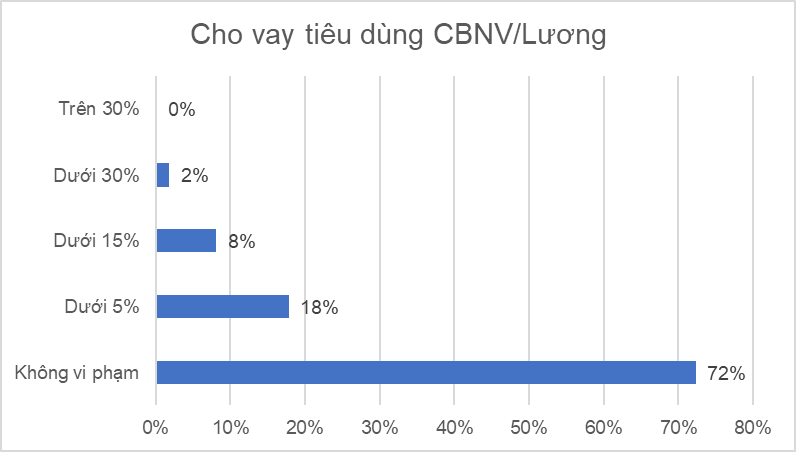 Cho vay tiêu dùng CBNV/Lương
Trên 30%
0%
Dưới 30%
2%
Dưới 15%
8%
Dưới 5%
18%
Không vi phạm
72%
0%
10%
20%
30%
40%
50%
60%
70%
80%